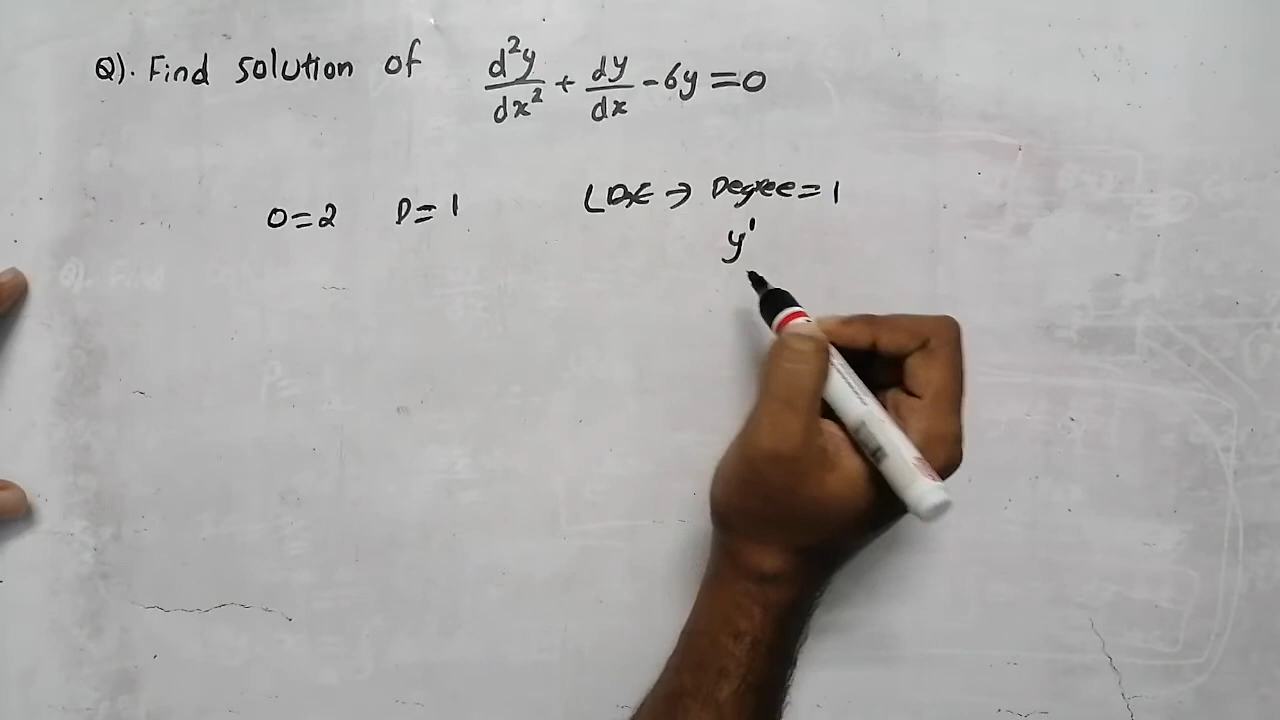 Q). Find solution of d²y/dx² + dy/dx - 6y = 0
O=2 D=1 LDE → Degree = 1
y'